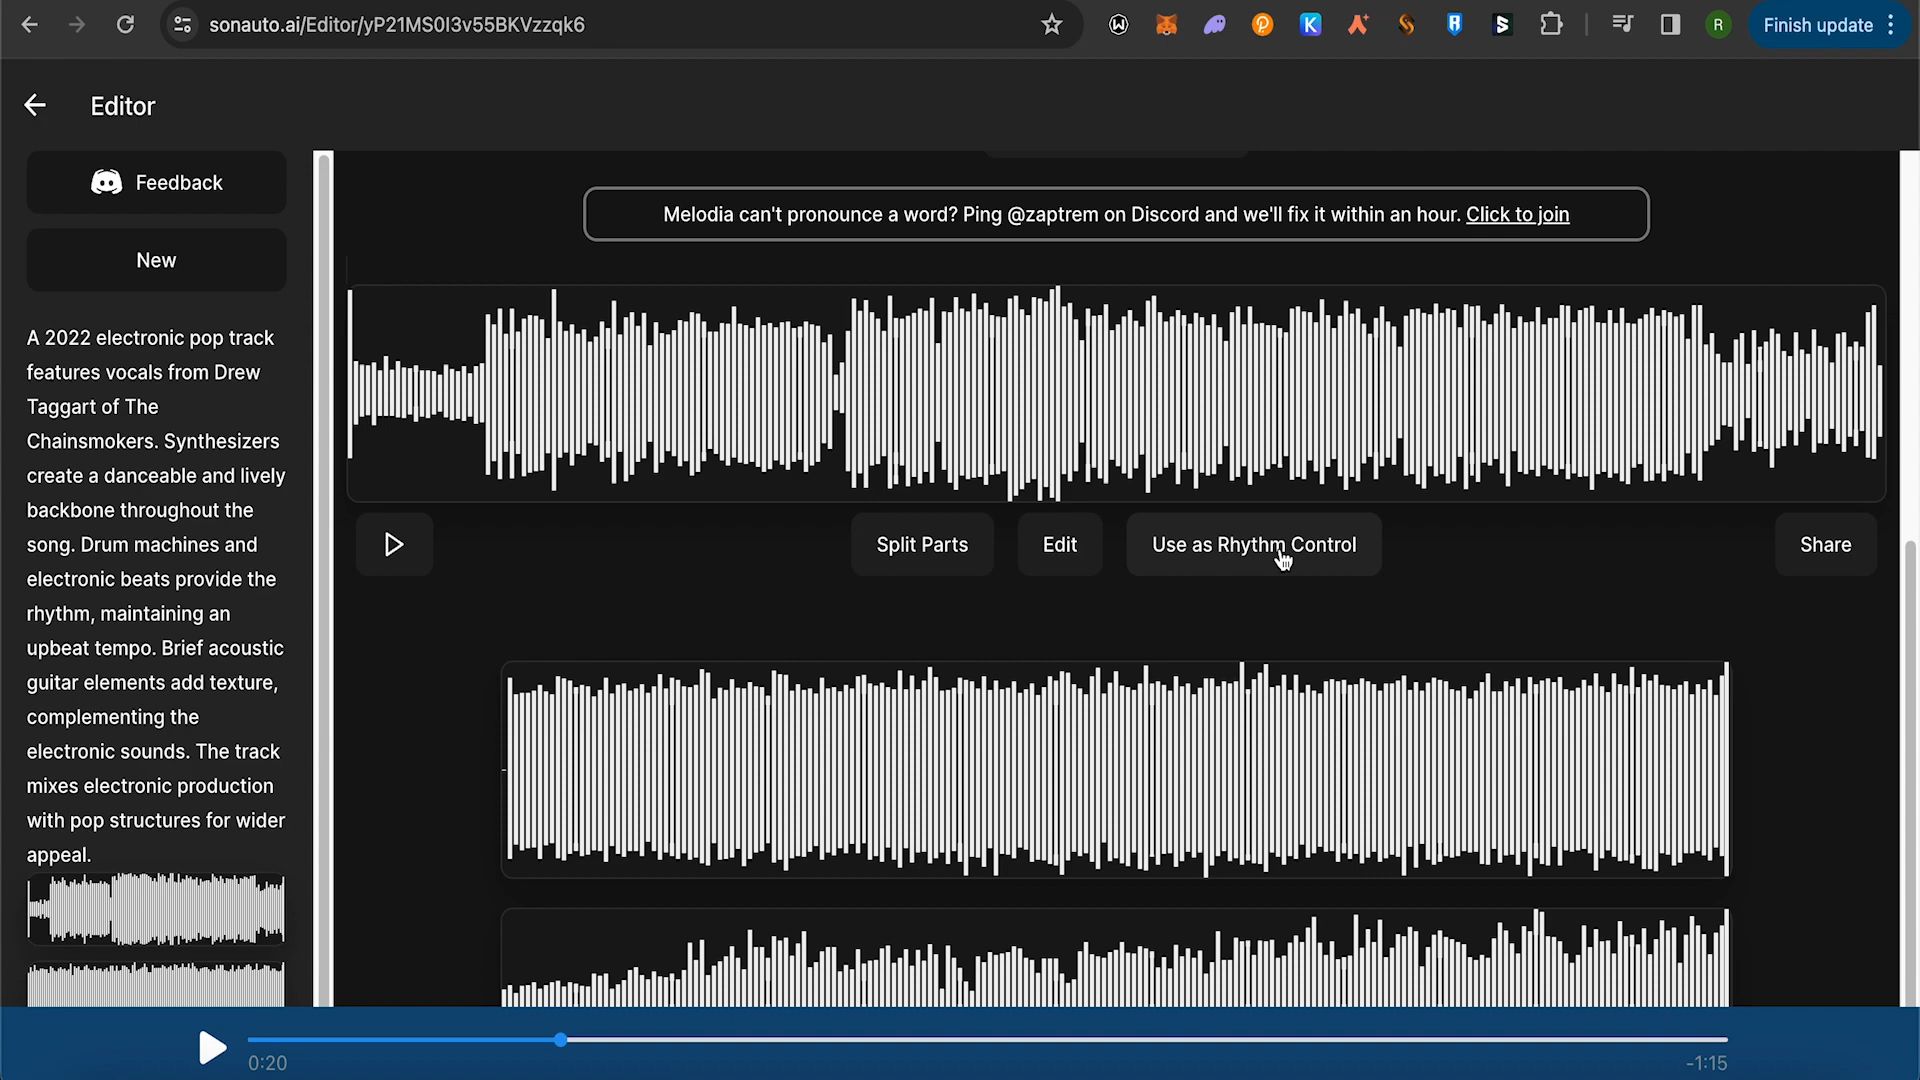 sonauto.ai/Editor/yP21MS0I3v55BKVzzqk6
R
Finish update
Editor
Feedback
New
Melodia can't pronounce a word? Ping @zaptrem on Discord and we'll fix it within an hour. Click to join
A 2022 electronic pop track
features vocals from Drew
Taggart of The
Chainsmokers. Synthesizers
create a danceable and lively
backbone throughout the
song. Drum machines and
electronic beats provide the
rhythm, maintaining an
upbeat tempo. Brief acoustic
guitar elements add texture,
complementing the
electronic sounds. The track
mixes electronic production
with pop structures for wider
appeal.
Split Parts
Edit
Use as Rhythm Control
Share
0:20
-1:15